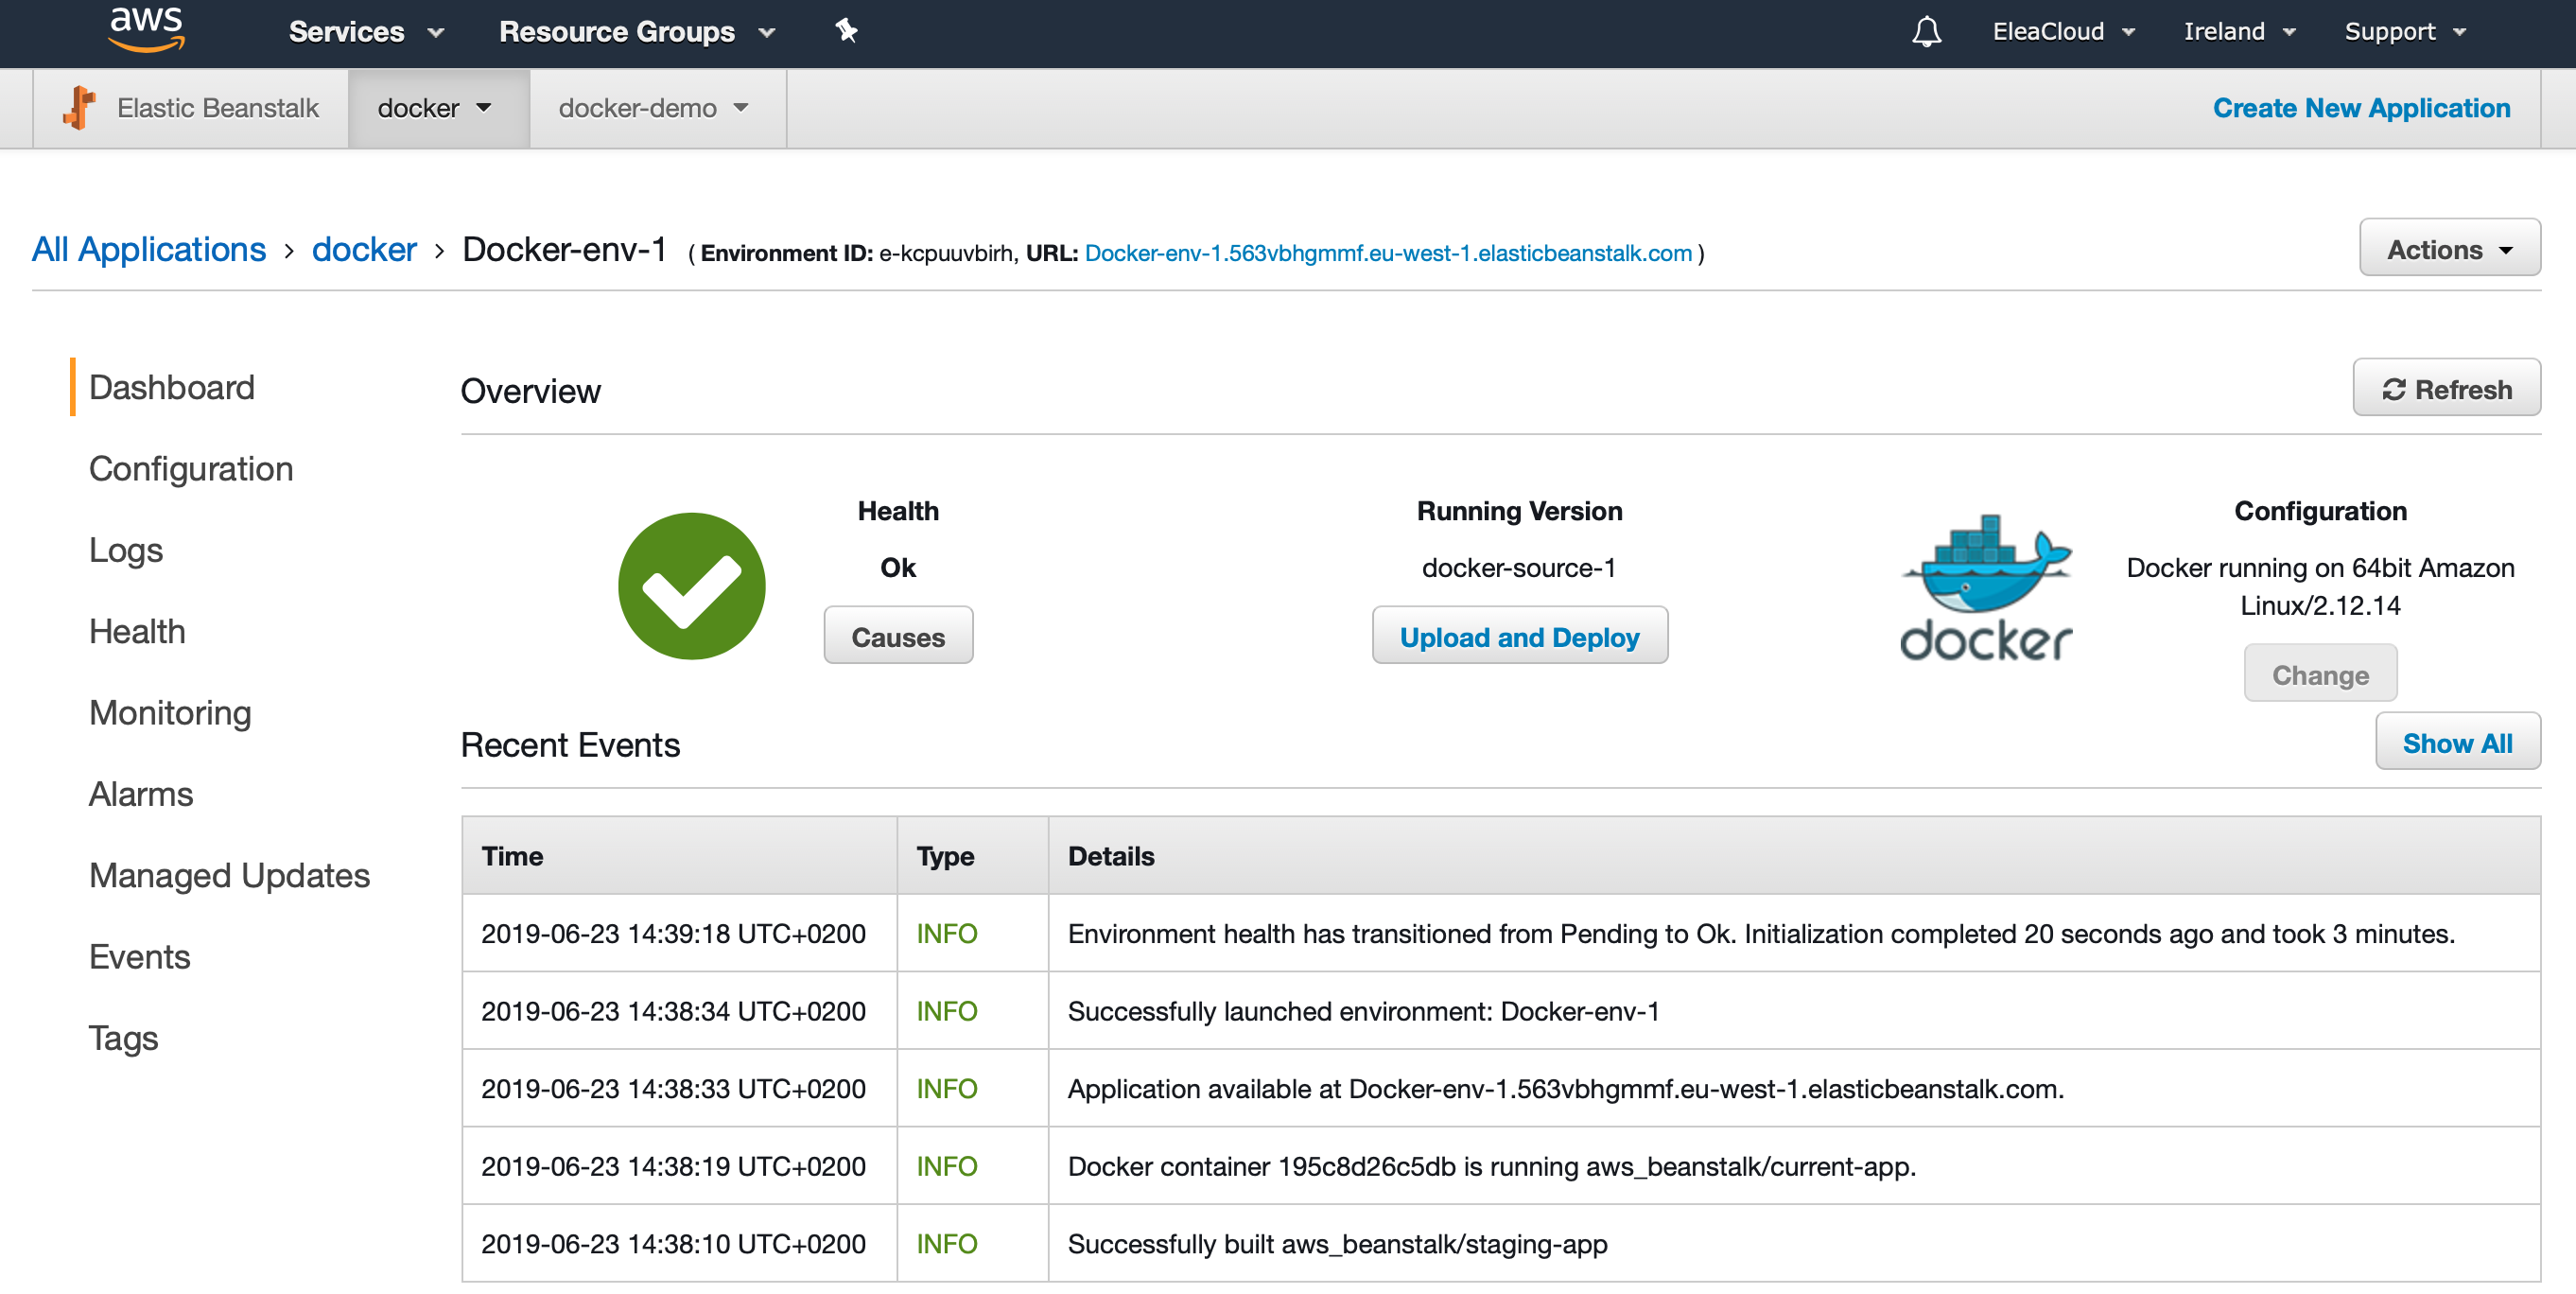 aws Services Resource Groups EleaCloud Ireland Support
Elastic Beanstalk docker docker-demo Create New Application
All Applications › docker › Docker-env-1 ( Environment ID: e-kcpuuvbirh, URL: Docker-env-1.563vbhgmmf.eu-west-1.elasticbeanstalk.com ) Actions
Dashboard
Configuration
Logs
Health
Monitoring
Alarms
Managed Updates
Events
Tags
Overview Refresh
Health
Ok
Causes
Running Version
docker-source-1
Upload and Deploy
docker
Configuration
Docker running on 64bit Amazon
Linux/2.12.14
Change
Recent Events Show All
Time Type Details
2019-06-23 14:39:18 UTC+0200 INFO Environment health has transitioned from Pending to Ok. Initialization completed 20 seconds ago and took 3 minutes.
2019-06-23 14:38:34 UTC+0200 INFO Successfully launched environment: Docker-env-1
2019-06-23 14:38:33 UTC+0200 INFO Application available at Docker-env-1.563vbhgmmf.eu-west-1.elasticbeanstalk.com.
2019-06-23 14:38:19 UTC+0200 INFO Docker container 195c8d26c5db is running aws_beanstalk/current-app.
2019-06-23 14:38:10 UTC+0200 INFO Successfully built aws_beanstalk/staging-app